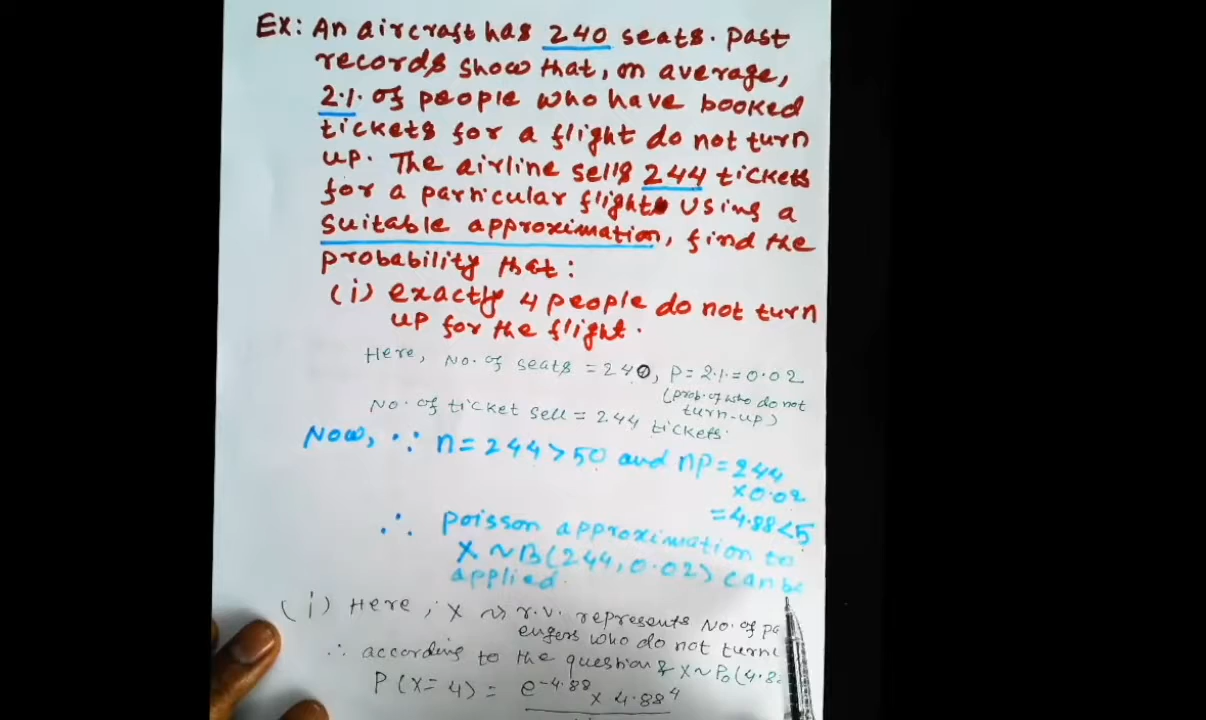 Ex: An aircraft has 240 seats. Past
records show that, on average,
2% of people who have booked
tickets for a flight do not turn
up. The airline sells 244 tickets
for a particular flight. Using a
suitable approximation, find the
probability that:
(i) exactly 4 people do not turn
up for the flight.
Here, No. of seats = 240, p = 2% = 0.02
(prob. of who do not
turn-up)
No. of ticket sell = 244 tickets.
Now, ∵ n = 244 > 50 and np = 244
× 0.02
= 4.88 < 5
∴ poisson approximation to
X ~ B(244, 0.02) can be
applied.
(i) Here, X ~> r.v. represents No. of pa
engers who do not turn
∴ according to the question & X ~ Po(4.8
P(X = 4) = e^-4.88 × 4.88^4